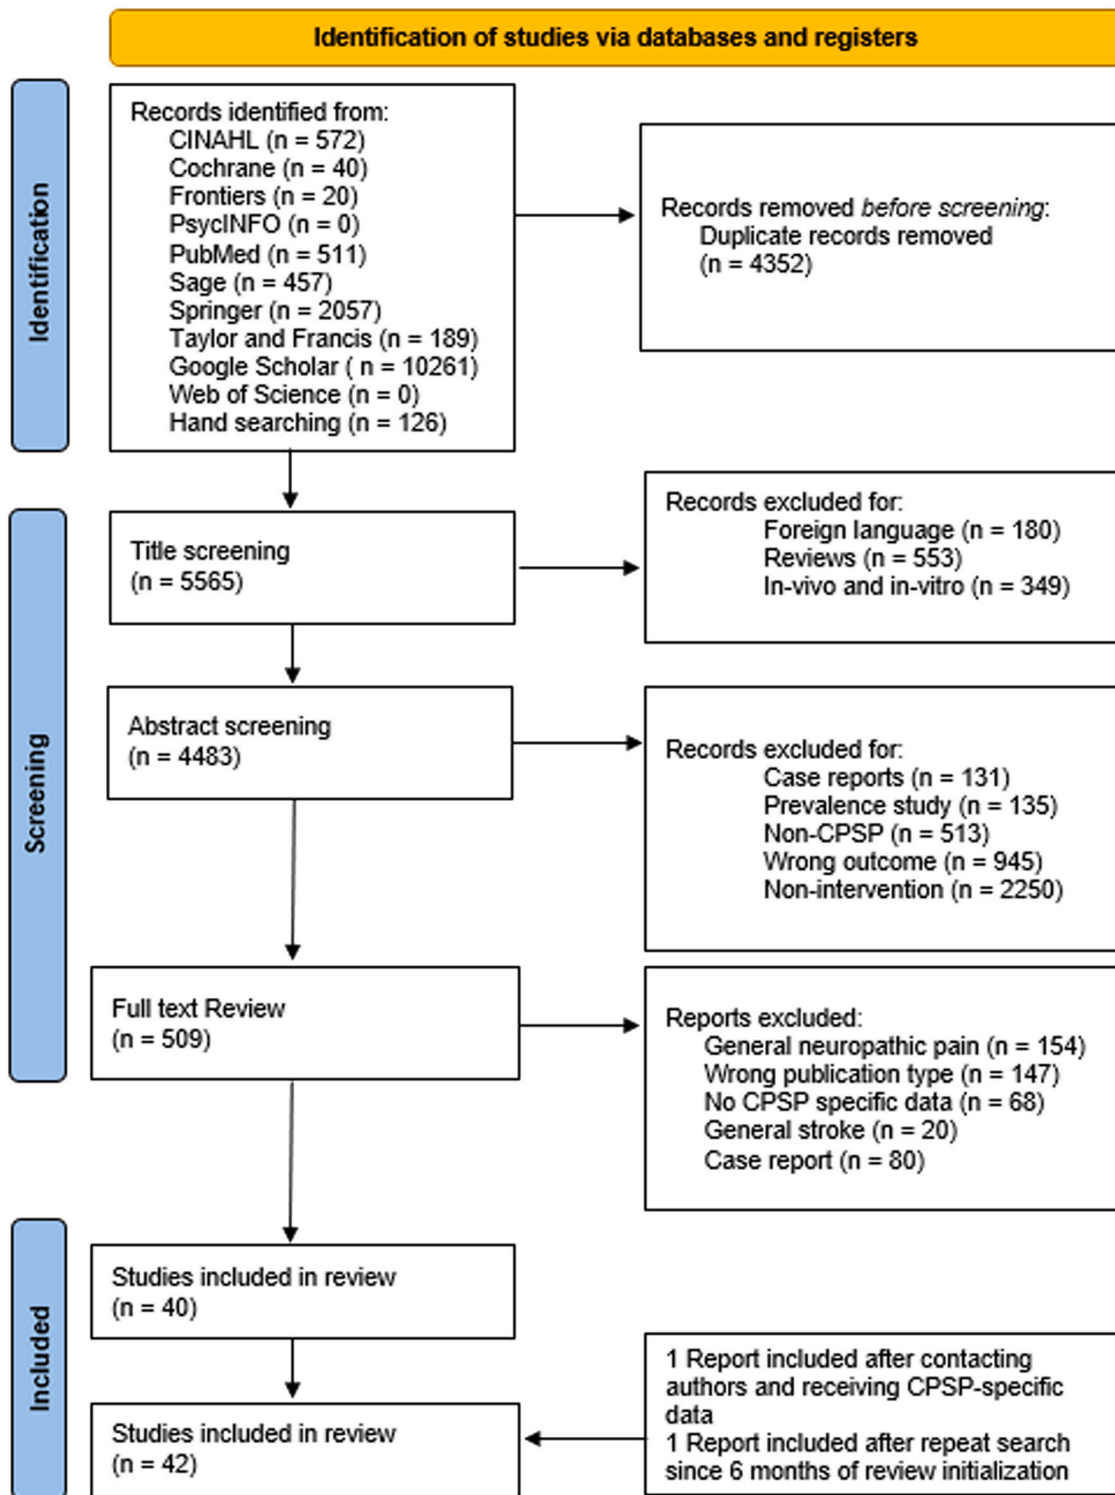 Identification of studies via databases and registers
Identification
Records identified from:
CINAHL (n = 572)
Cochrane (n = 40)
Frontiers (n = 20)
PsycINFO (n = 0)
PubMed (n = 511)
Sage (n = 457)
Springer (n = 2057)
Taylor and Francis (n = 189)
Google Scholar ( n = 10261)
Web of Science (n = 0)
Hand searching (n = 126)
Records removed before screening:
Duplicate records removed
(n = 4352)
Screening
Title screening
(n = 5565)
Records excluded for:
Foreign language (n = 180)
Reviews (n = 553)
In-vivo and in-vitro (n = 349)
Abstract screening
(n = 4483)
Records excluded for:
Case reports (n = 131)
Prevalence study (n = 135)
Non-CPSP (n = 513)
Wrong outcome (n = 945)
Non-intervention (n = 2250)
Full text Review
(n = 509)
Reports excluded:
General neuropathic pain (n = 154)
Wrong publication type (n = 147)
No CPSP specific data (n = 68)
General stroke (n = 20)
Case report (n = 80)
Included
Studies included in review
(n = 40)
Studies included in review
(n = 42)
1 Report included after contacting
authors and receiving CPSP-specific
data
1 Report included after repeat search
since 6 months of review initialization